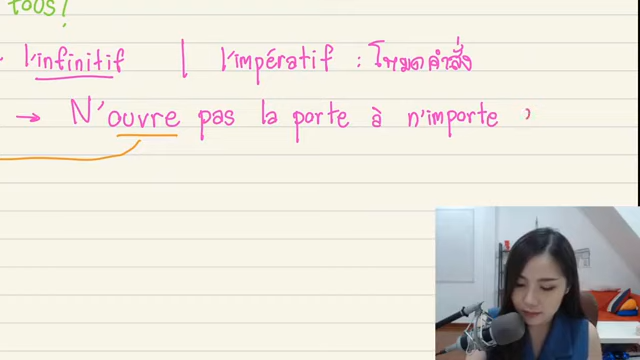 tous!
l'infinitif | l'impératif : โหมดคำสั่ง
→ N'ouvre pas la porte à n'importe